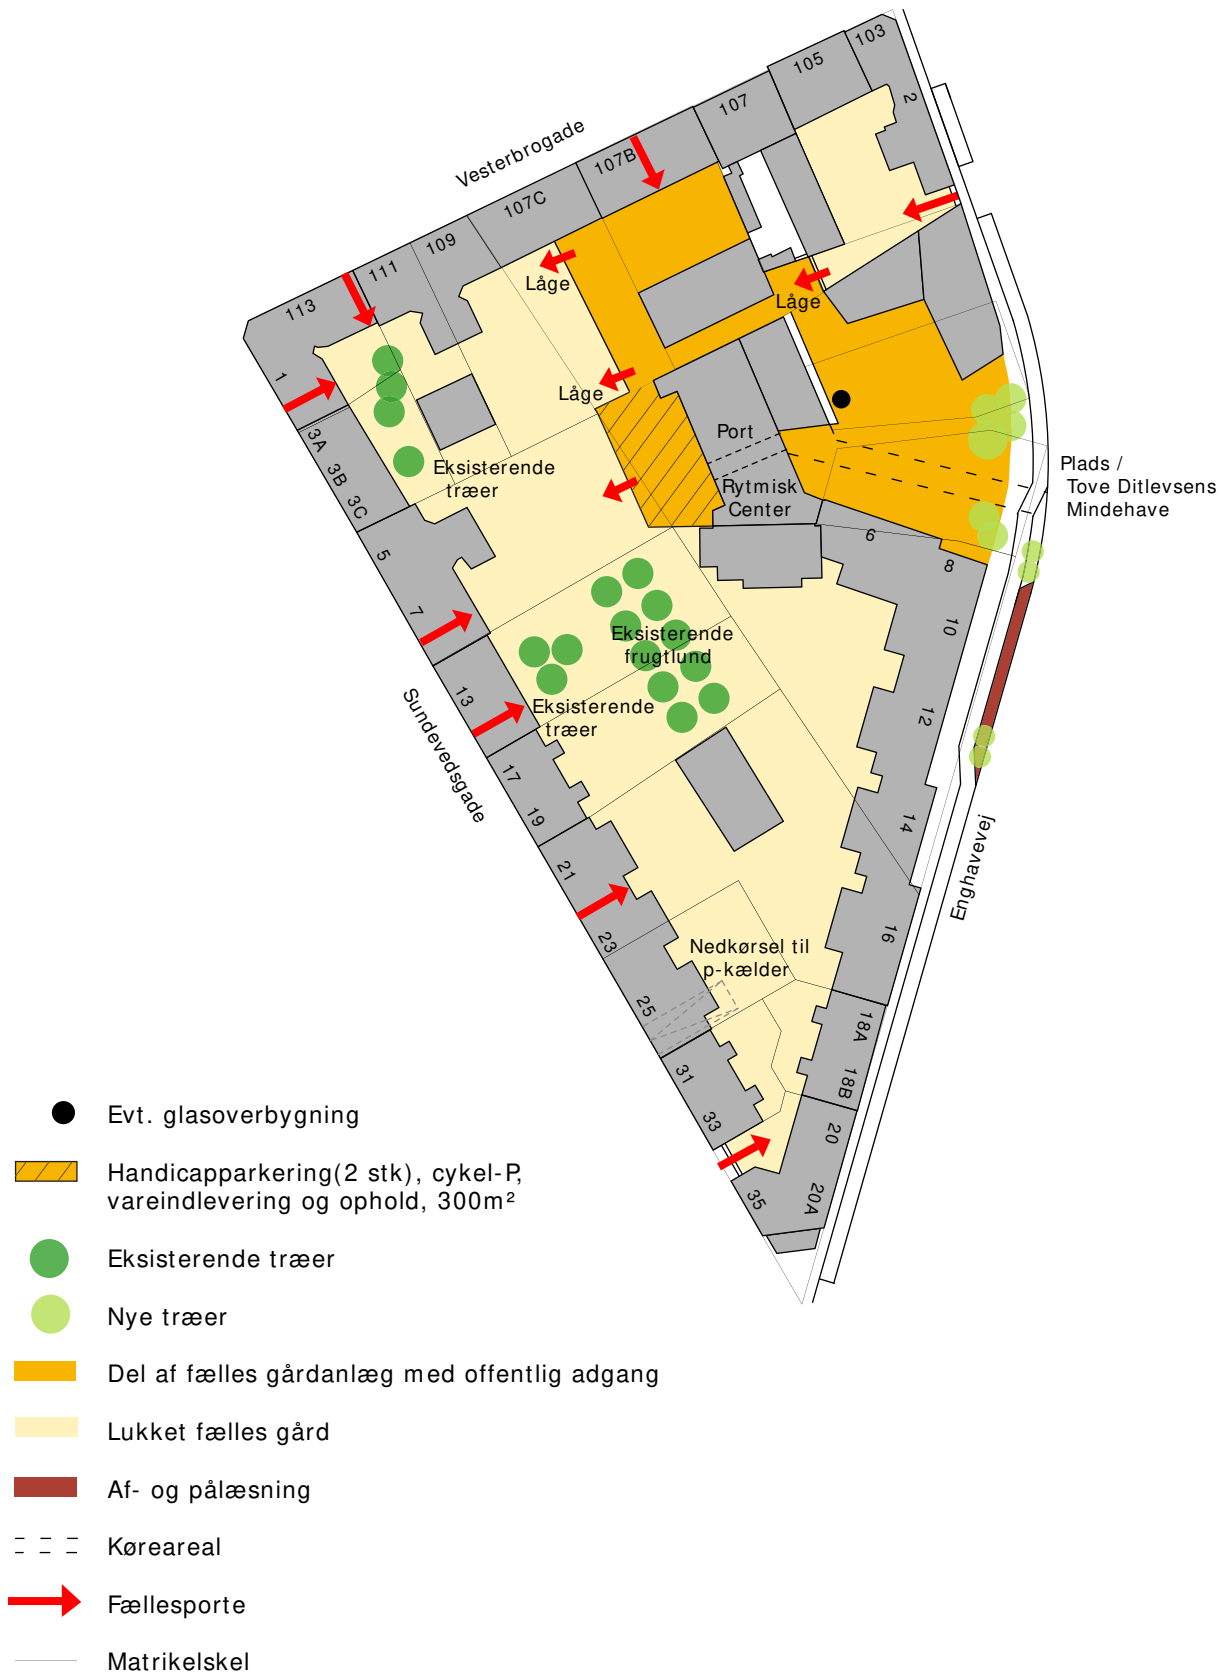 103
105
2
107
Vesterbrogade
107B
107C
109
111
113
Låge
Låge
Låge
1
3A
3B
3C
Port
Eksisterende
træer
Rytmisk
Center
Plads /
Tove Ditlevsens
Mindehave
5
7
6
8
10
Eksisterende
frugtlund
Eksisterende
træer
13
Sundevedsgade
12
17
19
14
21
Enghavevej
23
16
Nedkørsel til
p-kælder
25
18A
18B
31
33
20
35
20A
Evt. glasoverbygning
Handicapparkering(2 stk), cykel-P,
vareindlevering og ophold, 300m²
Eksisterende træer
Nye træer
Del af fælles gårdanlæg med offentlig adgang
Lukket fælles gård
Af- og pålæsning
Køreareal
Fællesporte
Matrikelskel